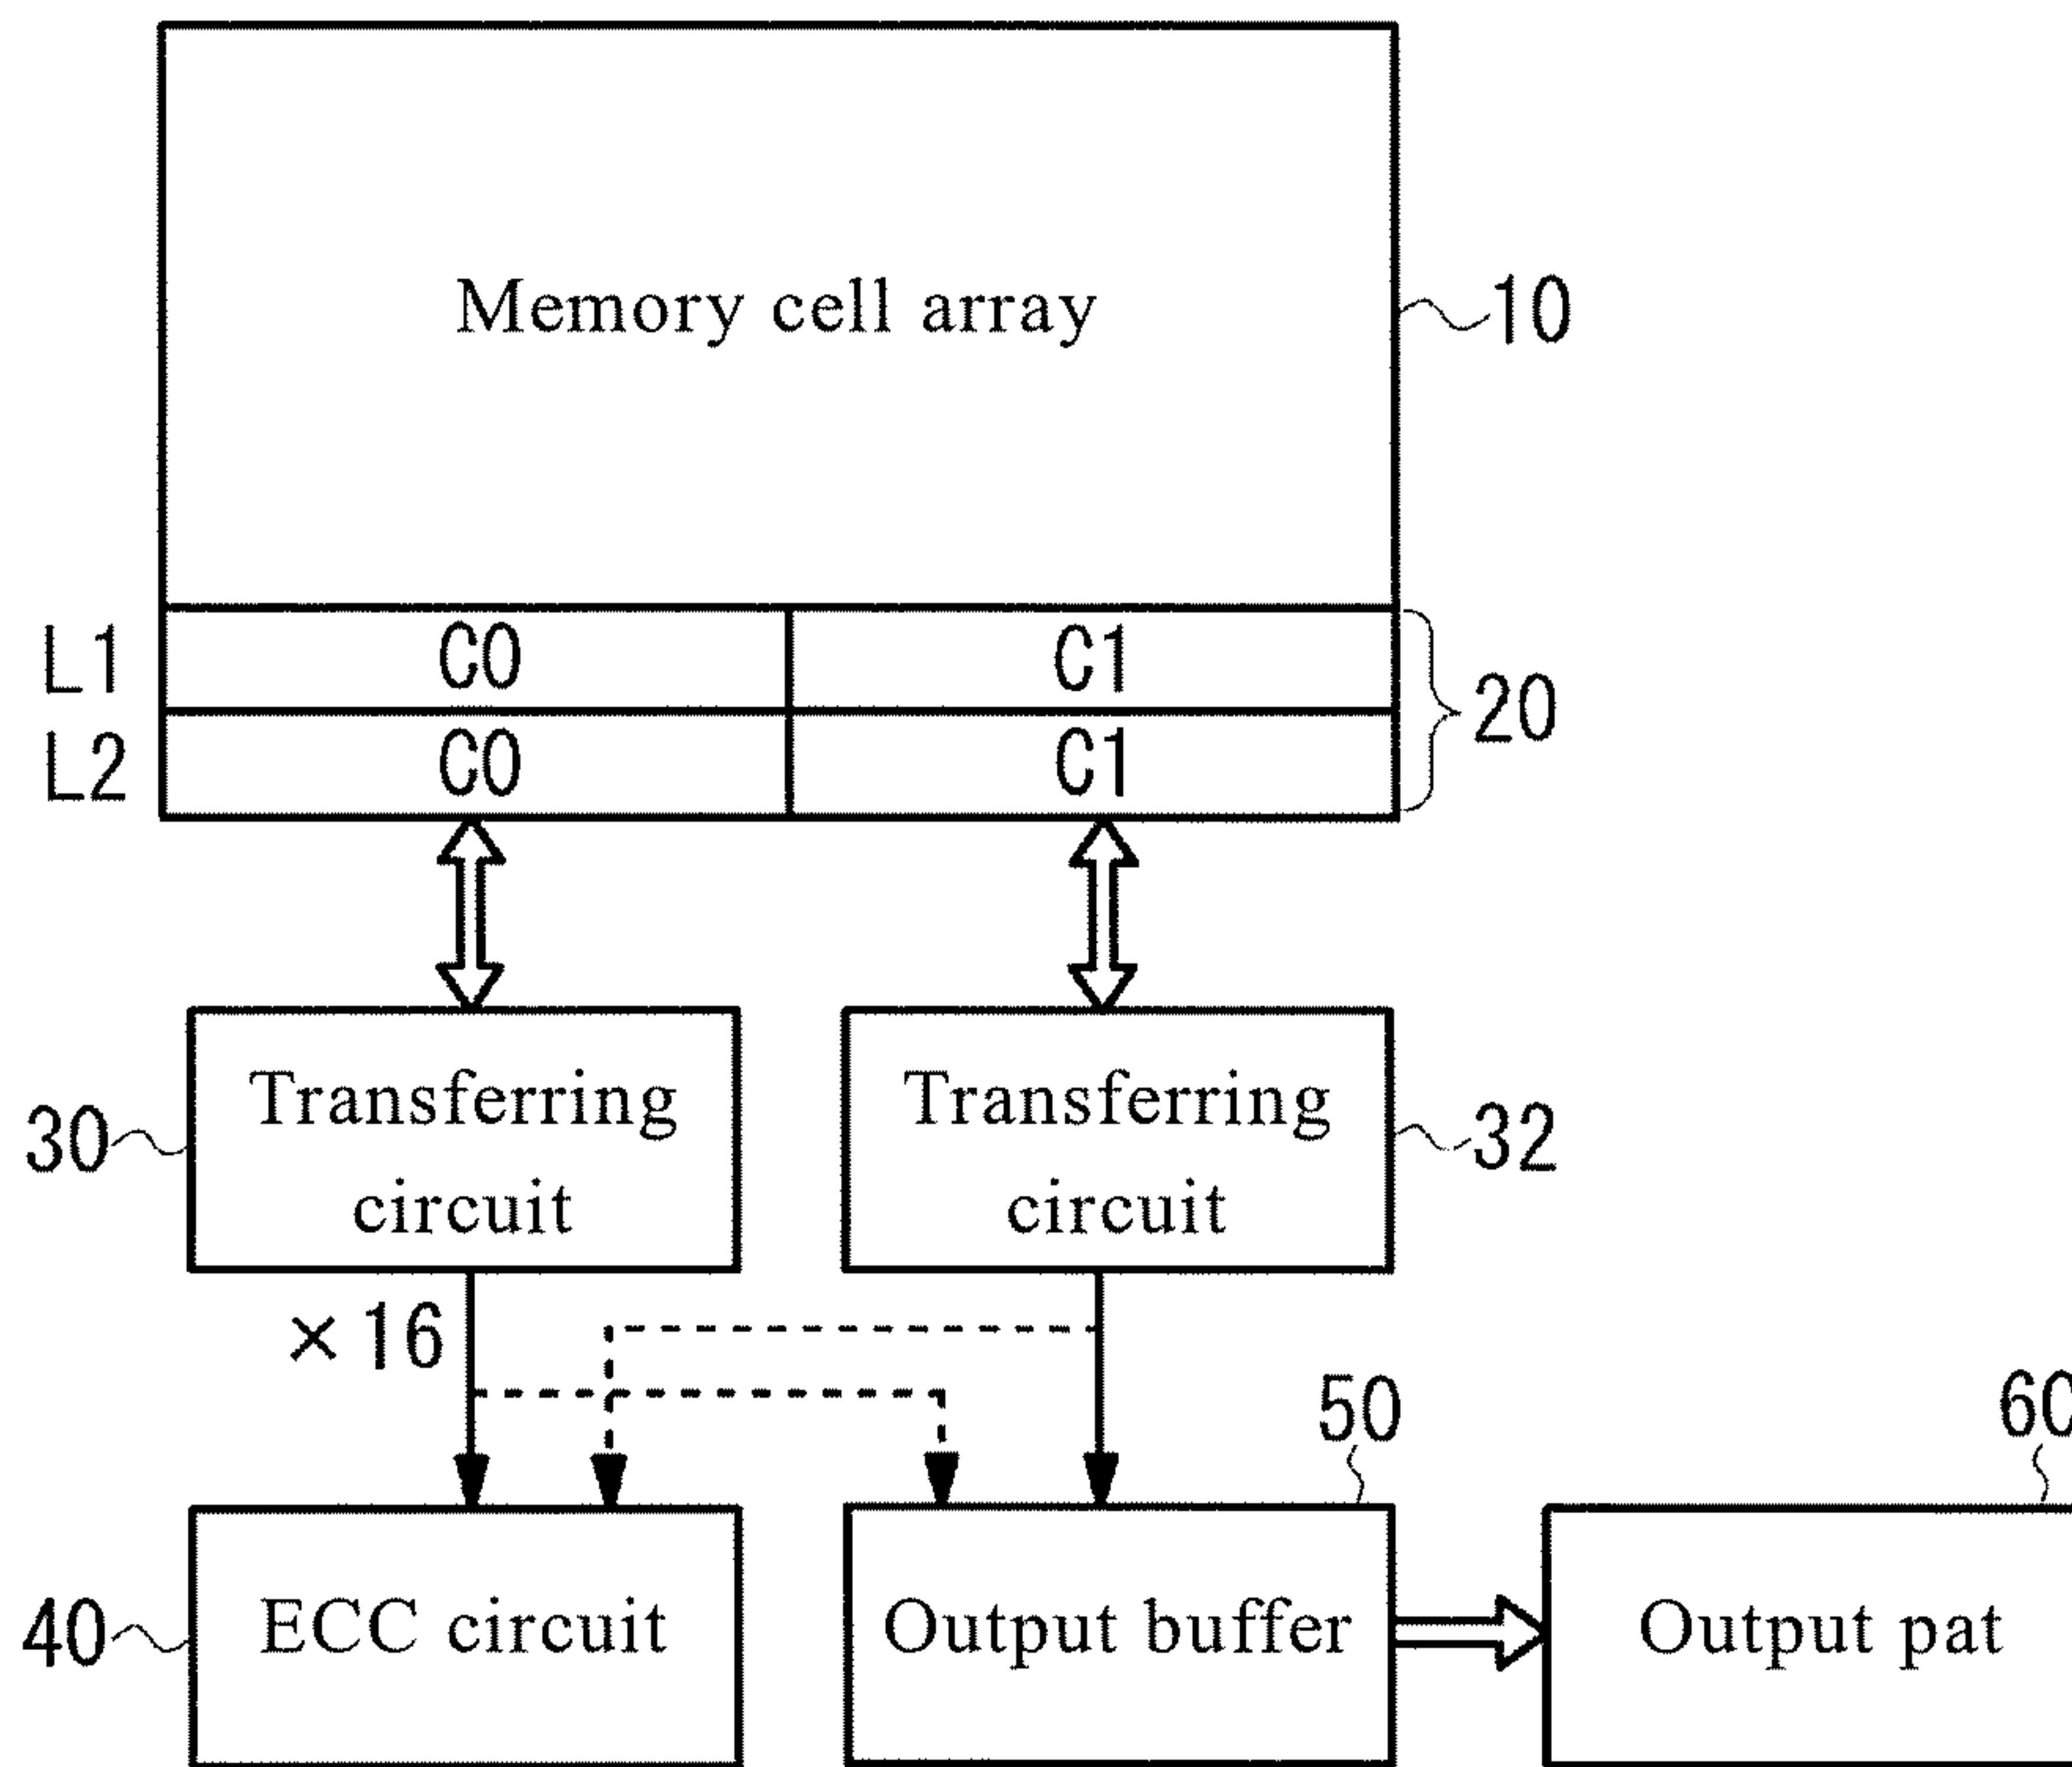 Memory cell array
10
L1
C0
C1
L2
C0
C1
20
Transferring
circuit
30
Transferring
circuit
32
×16
50
60
ECC circuit
40
Output buffer
Output pat